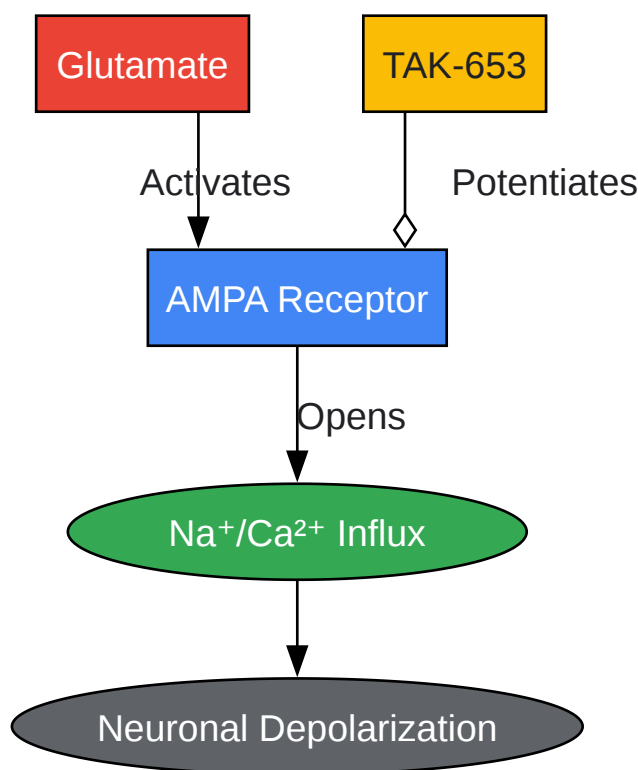 Glutamate
TAK-653
Activates
Potentiates
AMPA Receptor
Opens
Na⁺/Ca²⁺ Influx
Neuronal Depolarization